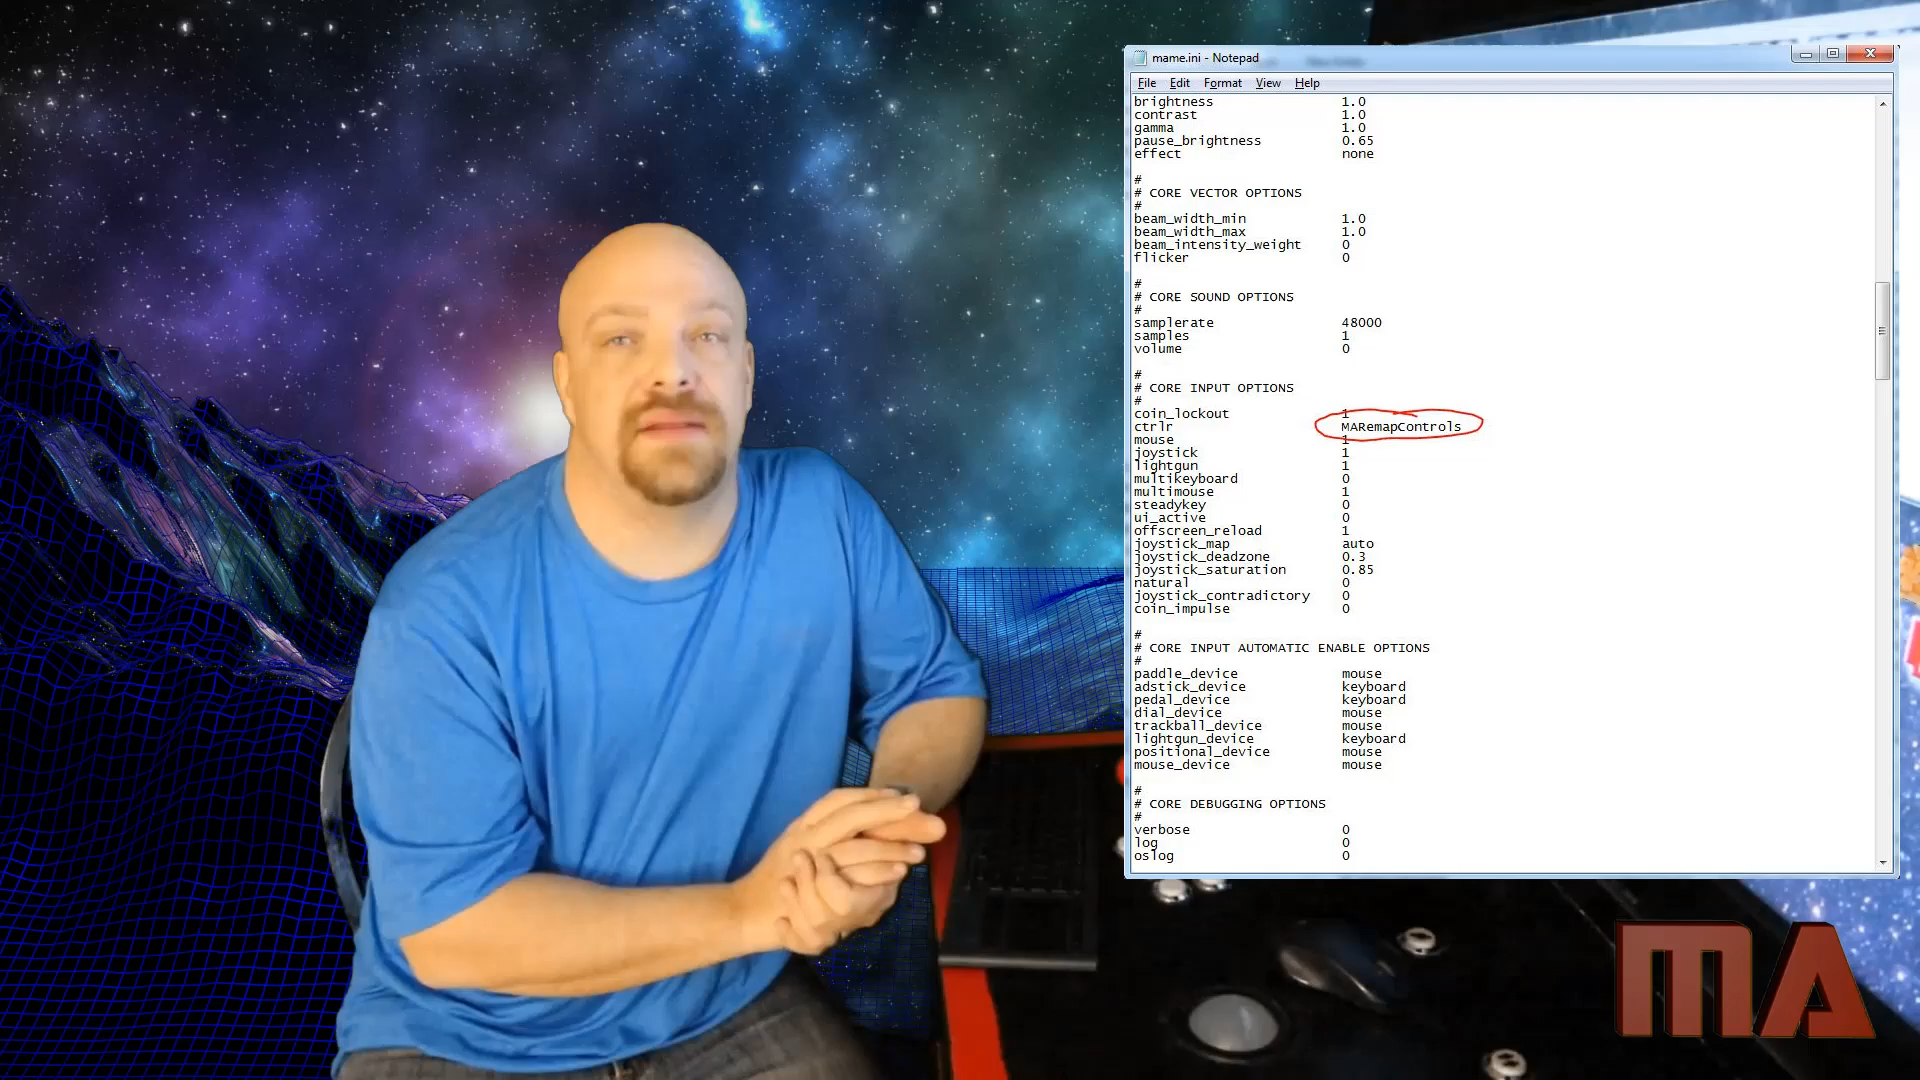 mame.ini - Notepad
File Edit Format View Help
brightness 1.0
contrast 1.0
gamma 1.0
pause_brightness 0.65
effect none
#
# CORE VECTOR OPTIONS
#
beam_width_min 1.0
beam_width_max 1.0
beam_intensity_weight 0
flicker 0
#
# CORE SOUND OPTIONS
#
samplerate 48000
samples 1
volume 0
#
# CORE INPUT OPTIONS
#
coin_lockout 1
ctrlr MARemapControls
mouse 1
joystick 1
lightgun 1
multikeyboard 0
multimouse 1
steadykey 0
ui_active 0
offscreen_reload 1
joystick_map auto
joystick_deadzone 0.3
joystick_saturation 0.85
natural 0
joystick_contradictory 0
coin_impulse 0
#
# CORE INPUT AUTOMATIC ENABLE OPTIONS
#
paddle_device mouse
adstick_device keyboard
pedal_device keyboard
dial_device mouse
trackball_device mouse
lightgun_device keyboard
positional_device mouse
mouse_device mouse
#
# CORE DEBUGGING OPTIONS
#
verbose 0
log 0
oslog 0
MA